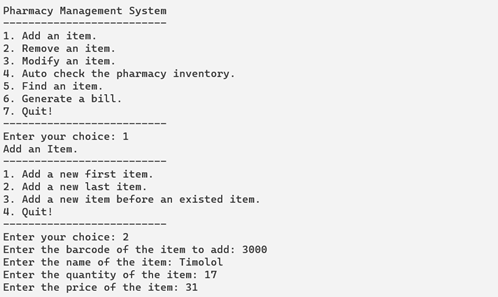 Pharmacy Management System
--------------------------
1. Add an item.
2. Remove an item.
3. Modify an item.
4. Auto check the pharmacy inventory.
5. Find an item.
6. Generate a bill.
7. Quit!
--------------------------
Enter your choice: 1
Add an Item.
--------------------------
1. Add a new first item.
2. Add a new last item.
3. Add a new item before an existed item.
4. Quit!
--------------------------
Enter your choice: 2
Enter the barcode of the item to add: 3000
Enter the name of the item: Timolol
Enter the quantity of the item: 17
Enter the price of the item: 31